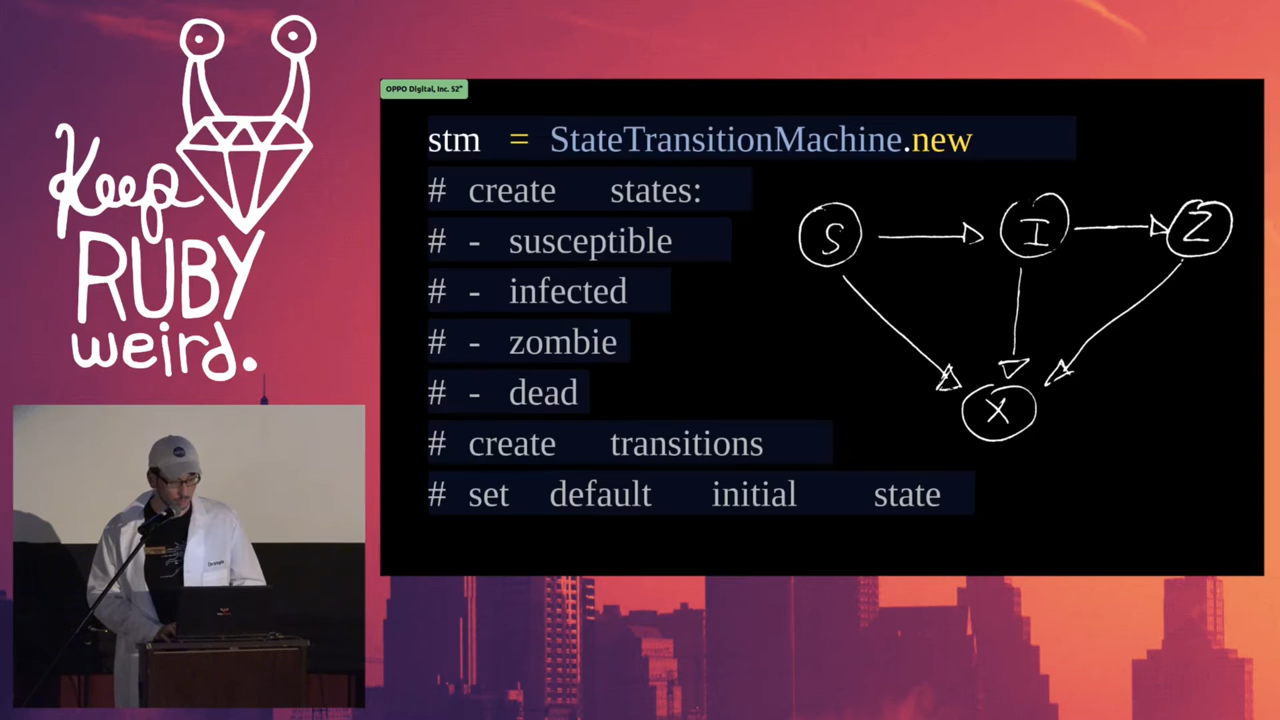 Keep
RUBY
weird.
OPPO Digital, Inc. 52"
stm = StateTransitionMachine.new
# create states:
# - susceptible
# - infected
# - zombie
# - dead
# create transitions
# set default initial state
S
I
Z
X